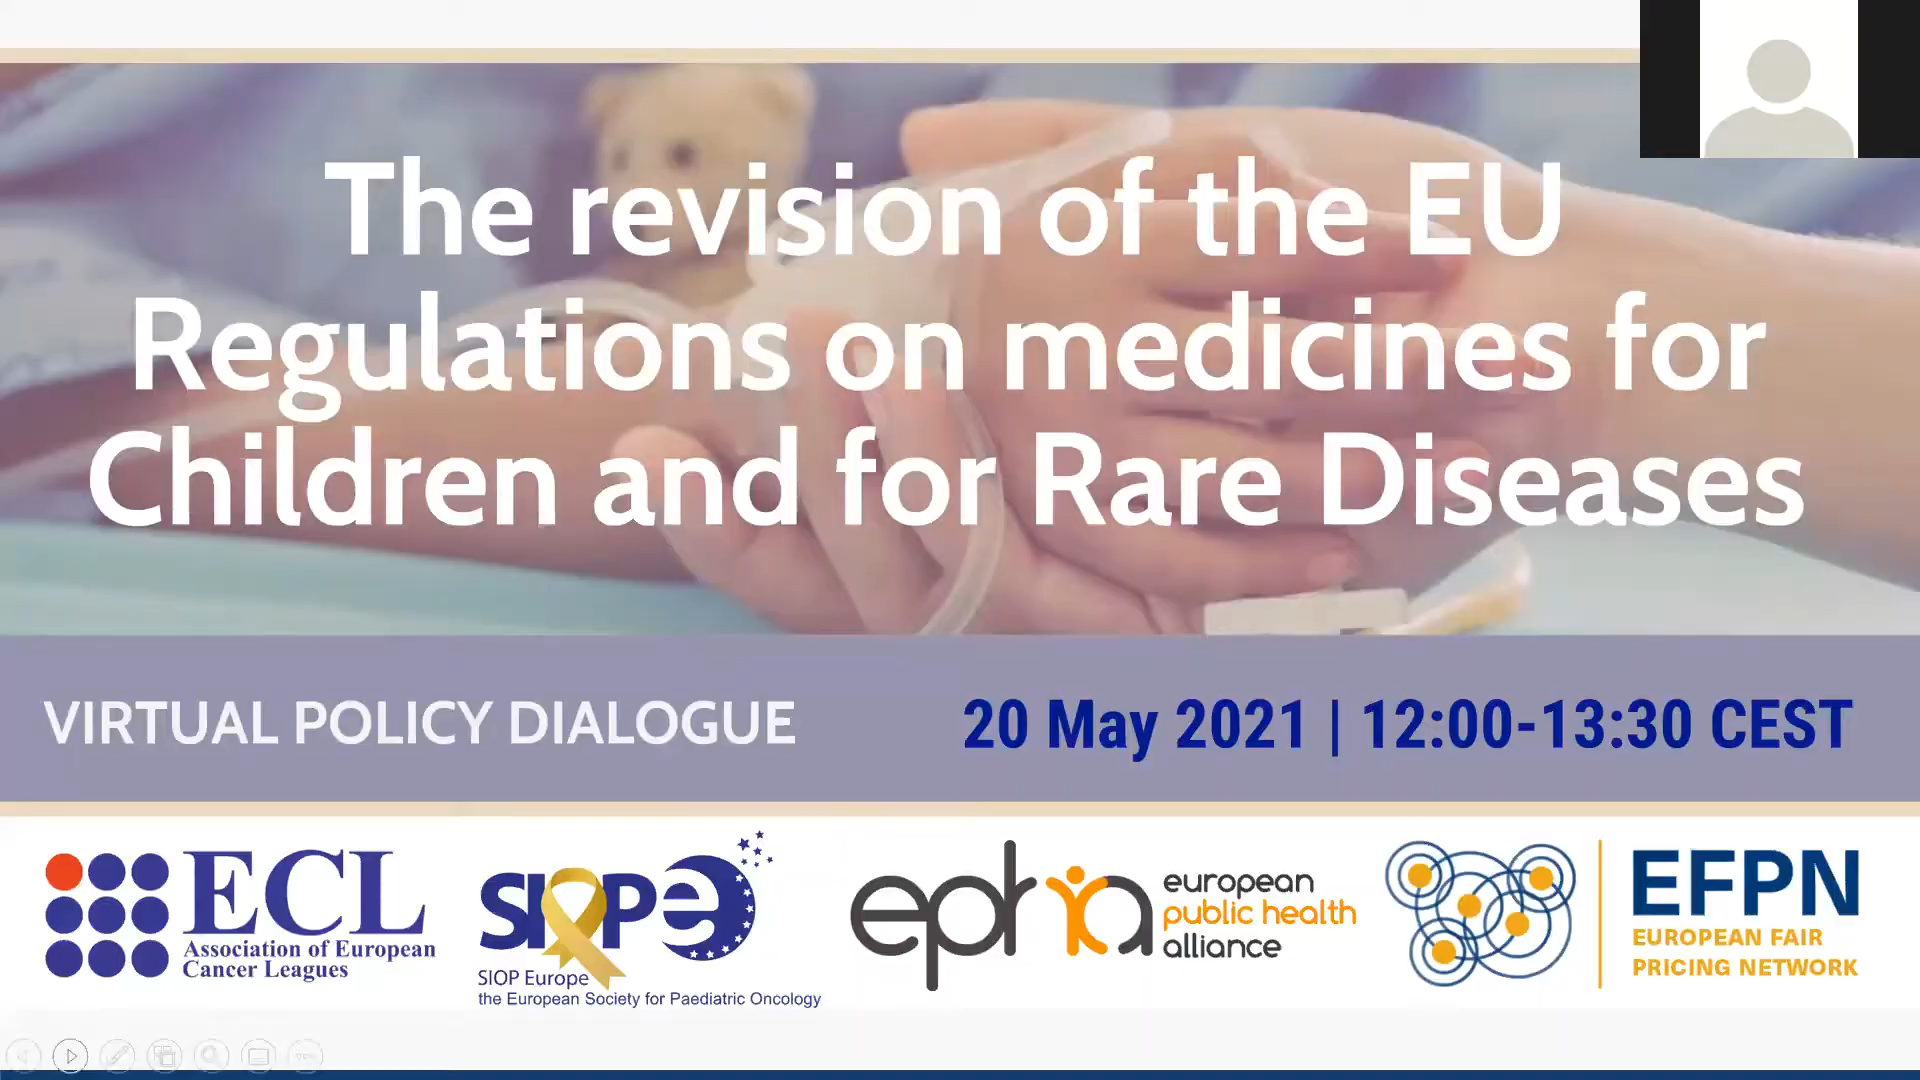 The revision of the EU
Regulations on medicines for
Children and for Rare Diseases
VIRTUAL POLICY DIALOGUE
20 May 2021 | 12:00-13:30 CEST
ECL
Association of European
Cancer Leagues
SIOPe
SIOP Europe
the European Society for Paediatric Oncology
epha
european
public health
alliance
EFPN
EUROPEAN FAIR
PRICING NETWORK